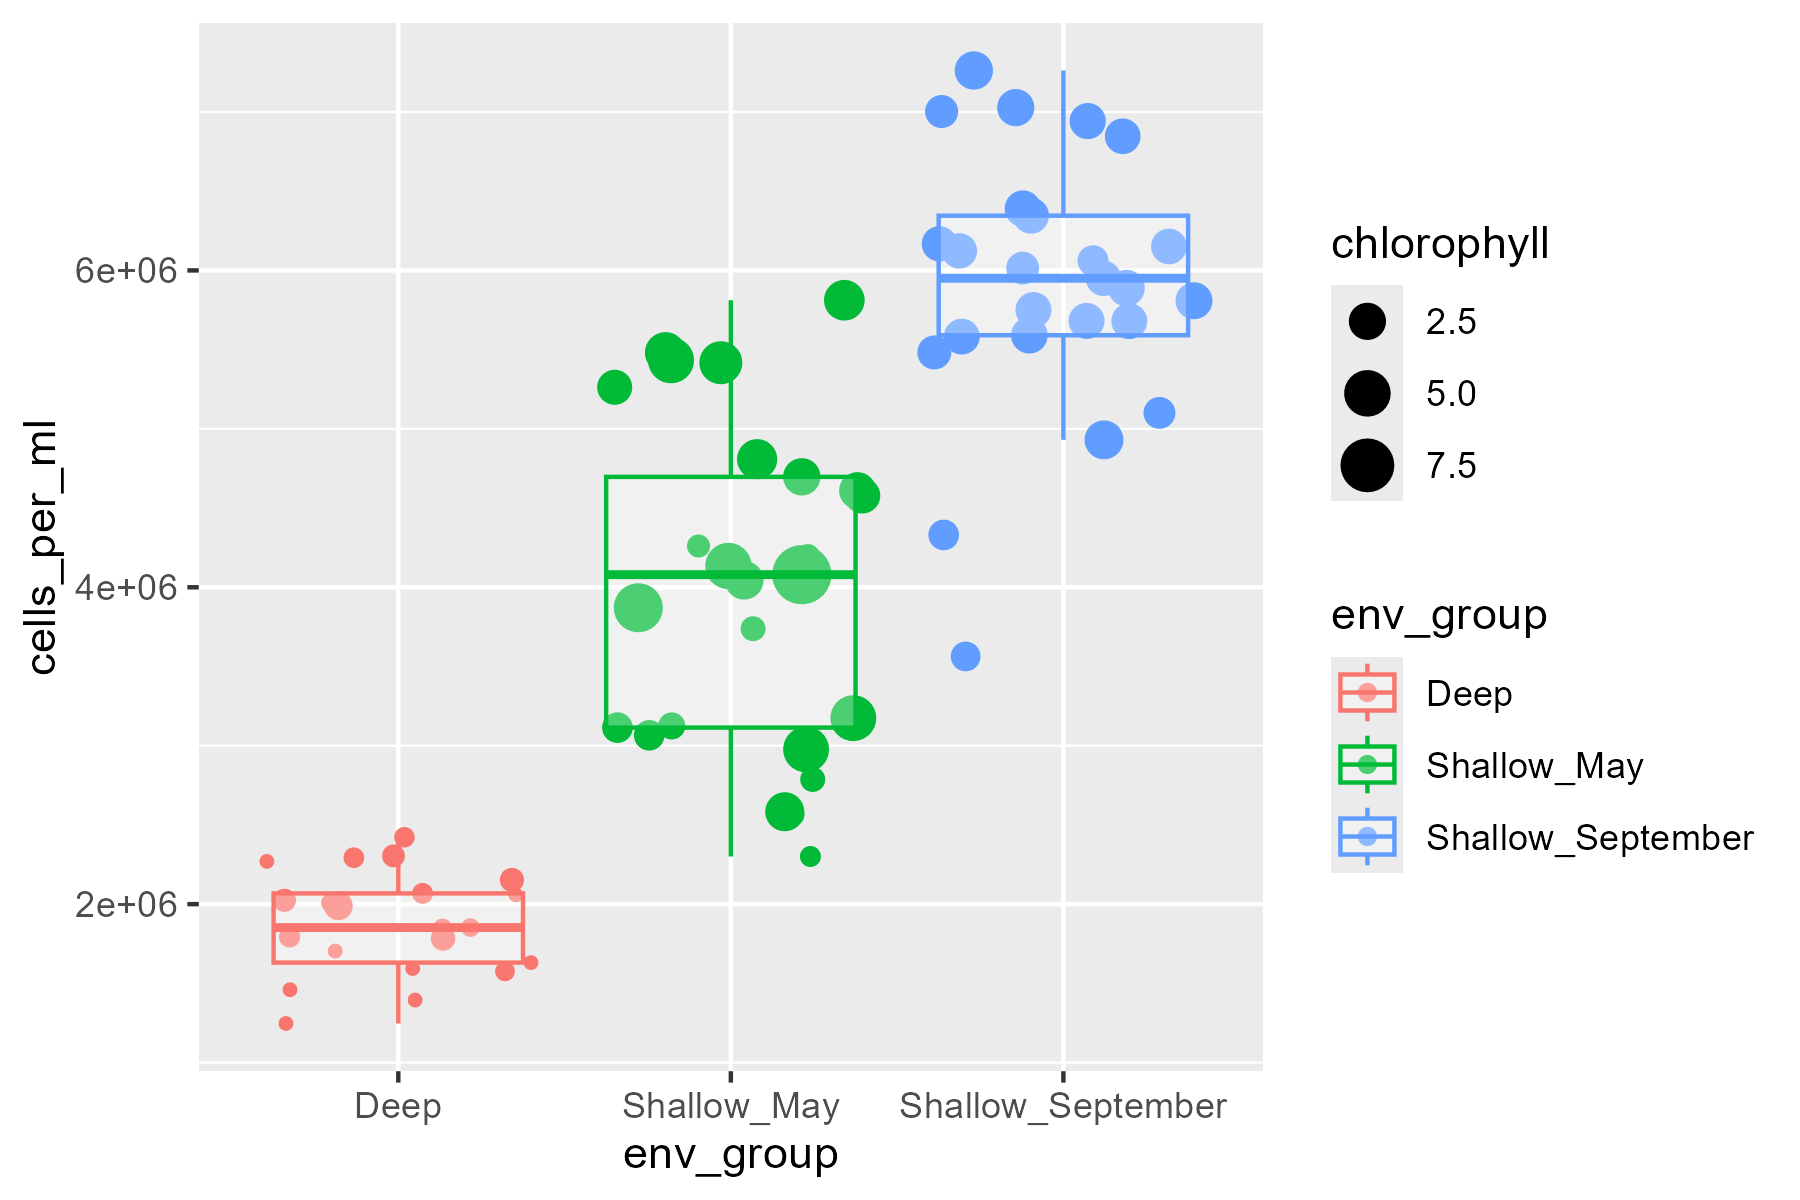 cells_per_ml
6e+06
4e+06
2e+06
Deep
Shallow_May
Shallow_September
env_group
chlorophyll
2.5
5.0
7.5
env_group
Deep
Shallow_May
Shallow_September